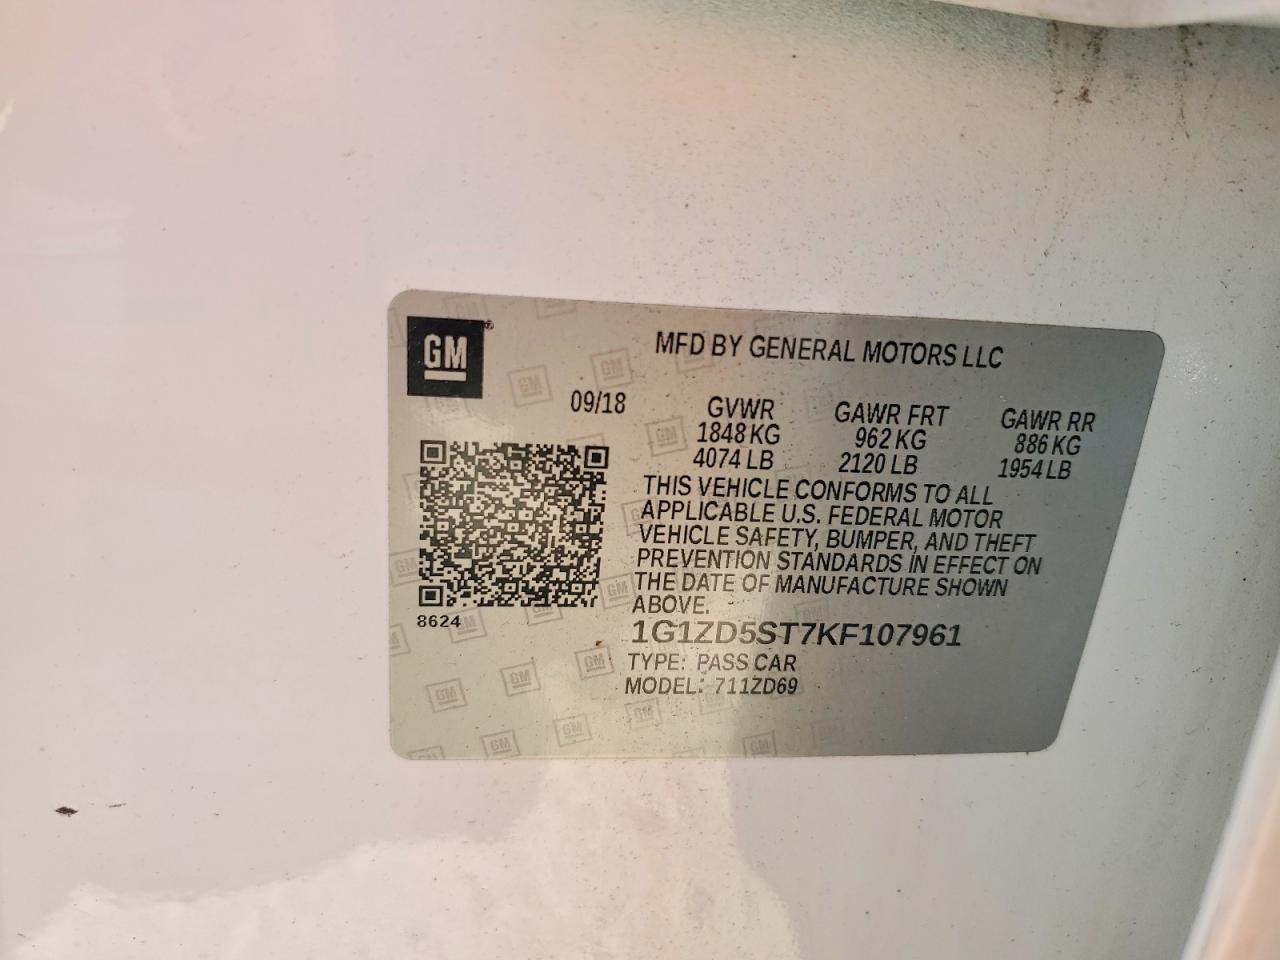 GM
MFD BY GENERAL MOTORS LLC
09/18
GVWR GAWR FRT GAWR RR
1848 KG 962 KG 886 KG
4074 LB 2120 LB 1954 LB
THIS VEHICLE CONFORMS TO ALL
APPLICABLE U.S. FEDERAL MOTOR
VEHICLE SAFETY, BUMPER, AND THEFT
PREVENTION STANDARDS IN EFFECT ON
THE DATE OF MANUFACTURE SHOWN
ABOVE.
8624
1G1ZD5ST7KF107961
TYPE: PASS CAR
MODEL: 711ZD69